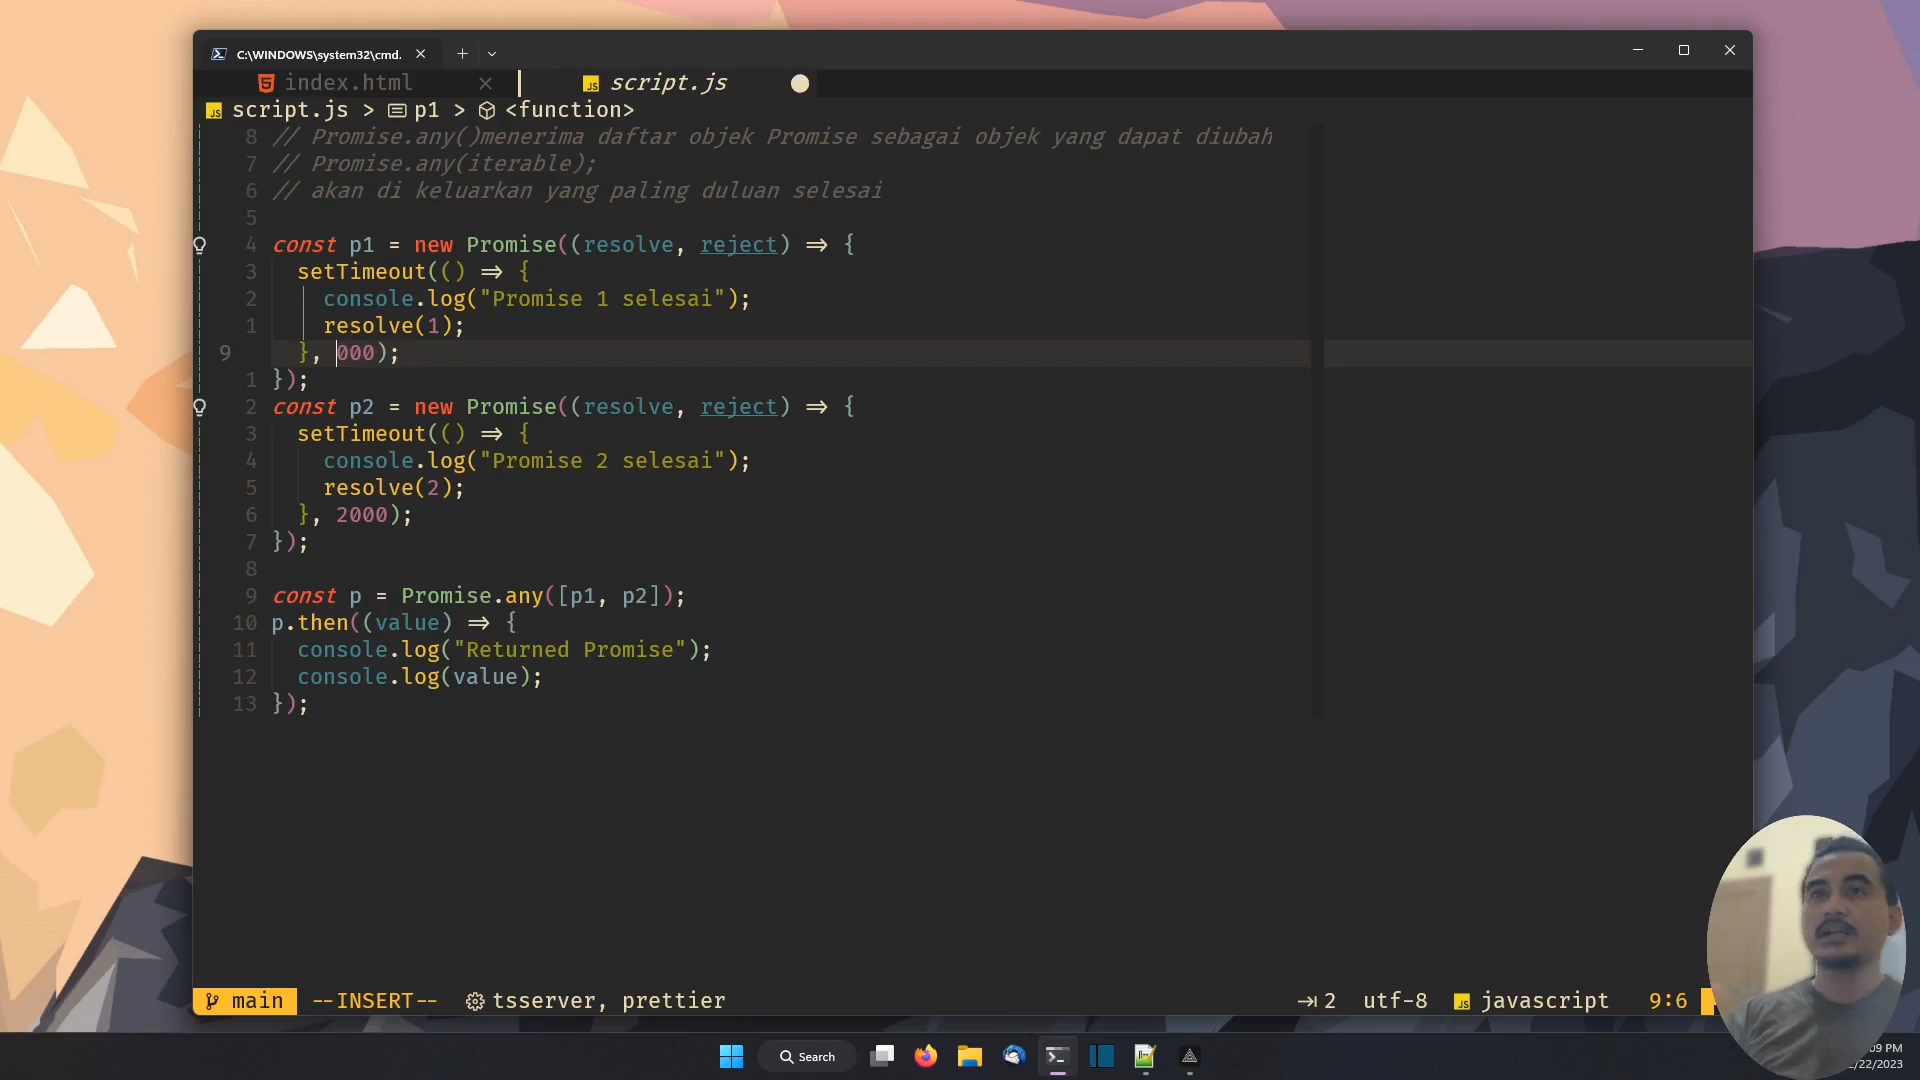 C:\WINDOWS\system32\cmd.
index.html
script.js
script.js > p1 > <function>
8 // Promise.any()menerima daftar objek Promise sebagai objek yang dapat diubah
7 // Promise.any(iterable);
6 // akan di keluarkan yang paling duluan selesai
5
4 const p1 = new Promise((resolve, reject) => {
3 setTimeout(() => {
2 console.log("Promise 1 selesai");
1 resolve(1);
9 }, 000);
1 });
2 const p2 = new Promise((resolve, reject) => {
3 setTimeout(() => {
4 console.log("Promise 2 selesai");
5 resolve(2);
6 }, 2000);
7 });
8
9 const p = Promise.any([p1, p2]);
10 p.then((value) => {
11 console.log("Returned Promise");
12 console.log(value);
13 });
main --INSERT-- tsserver, prettier 2 utf-8 javascript 9:6
Search
09 PM
/22/2023